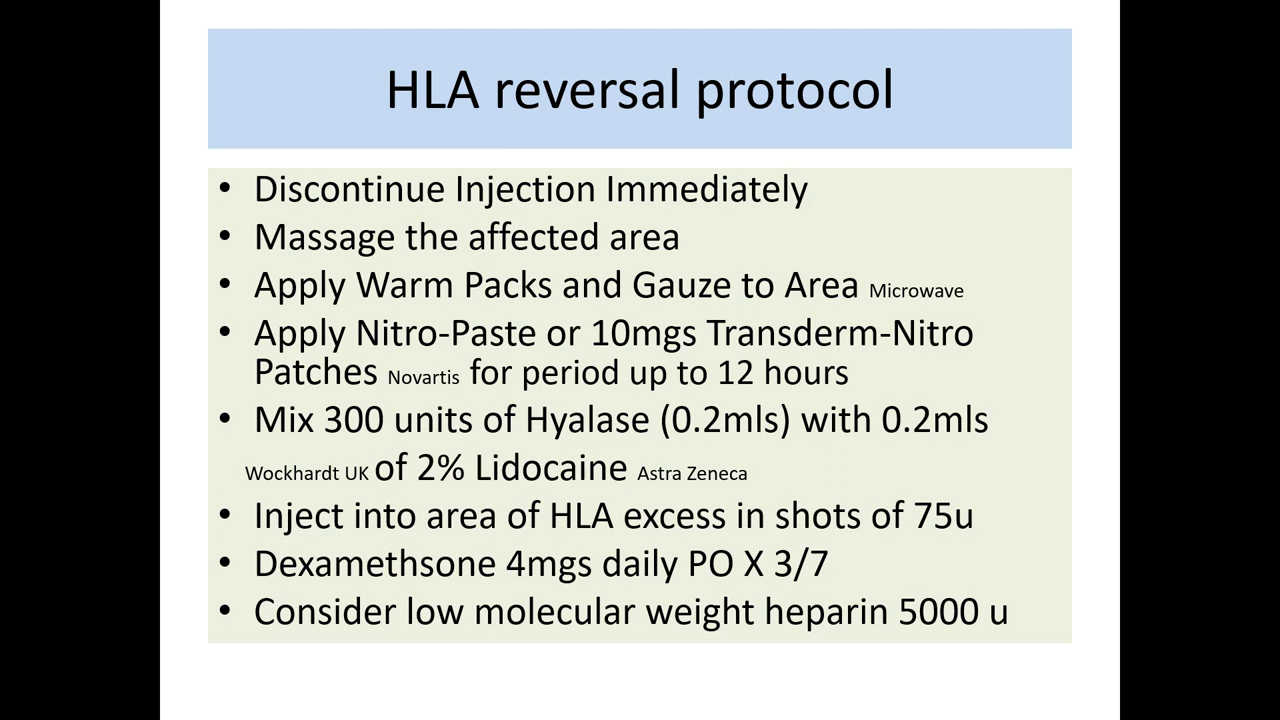 HLA reversal protocol
• Discontinue Injection Immediately
• Massage the affected area
• Apply Warm Packs and Gauze to Area Microwave
• Apply Nitro-Paste or 10mgs Transderm-Nitro
Patches Novartis for period up to 12 hours
• Mix 300 units of Hyalase (0.2mls) with 0.2mls
Wockhardt UK of 2% Lidocaine Astra Zeneca
• Inject into area of HLA excess in shots of 75u
• Dexamethsone 4mgs daily PO X 3/7
• Consider low molecular weight heparin 5000 u